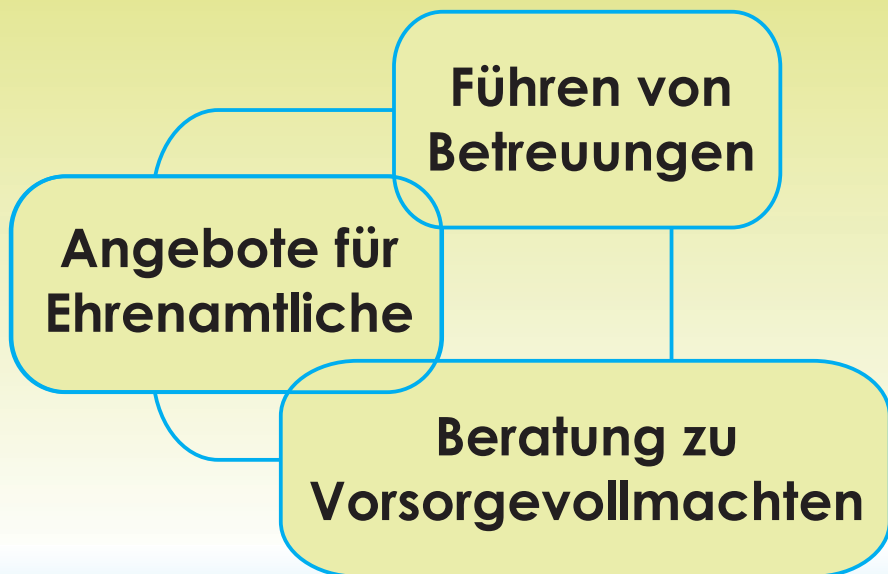 Führen von
Betreuungen
Angebote für
Ehrenamtliche
Beratung zu
Vorsorgevollmachten